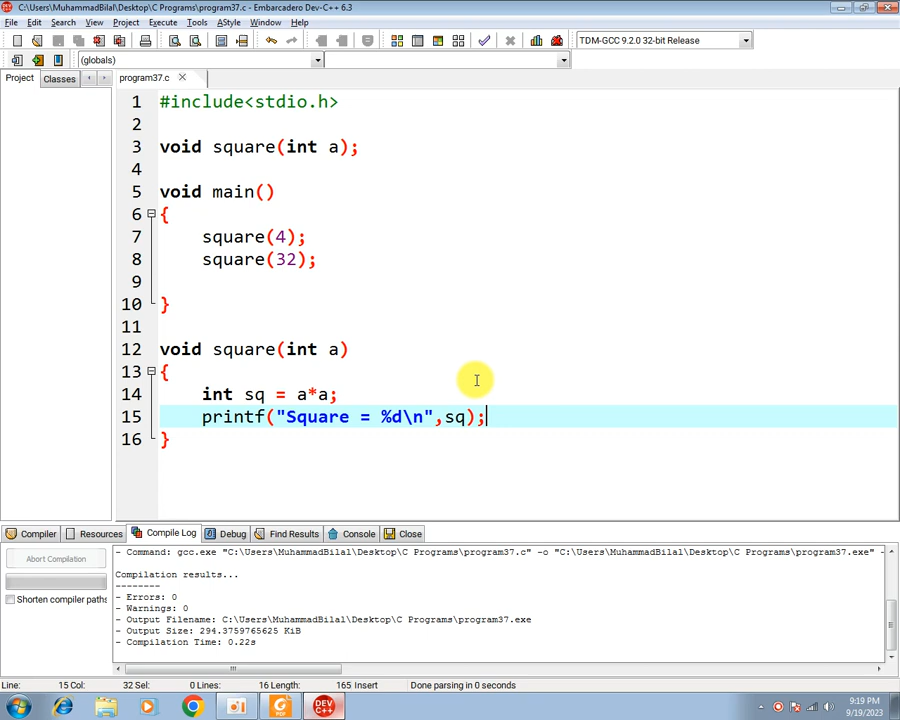 C:\Users\MuhammadBilal\Desktop\C Programs\program37.c - Embarcadero Dev-C++ 6.3
File Edit Search View Project Execute Tools AStyle Window Help
TDM-GCC 9.2.0 32-bit Release
(globals)
Project Classes program37.c
1 #include<stdio.h>
2
3 void square(int a);
4
5 void main()
6 {
7 square(4);
8 square(32);
9
10 }
11
12 void square(int a)
13 {
14 int sq = a*a;
15 printf("Square = %d\n",sq);
16 }
Compiler Resources Compile Log Debug Find Results Console Close
Abort Compilation
Shorten compiler paths
- Command: gcc.exe "C:\Users\MuhammadBilal\Desktop\C Programs\program37.c" -o "C:\Users\MuhammadBilal\Desktop\C Programs\program37.exe" -
Compilation results...
--------
- Errors: 0
- Warnings: 0
- Output Filename: C:\Users\MuhammadBilal\Desktop\C Programs\program37.exe
- Output Size: 294.3759765625 KiB
- Compilation Time: 0.22s
Line: 15 Col: 32 Sel: 0 Lines: 16 Length: 165 Insert Done parsing in 0 seconds
DEV C++
9:19 PM
9/19/2023